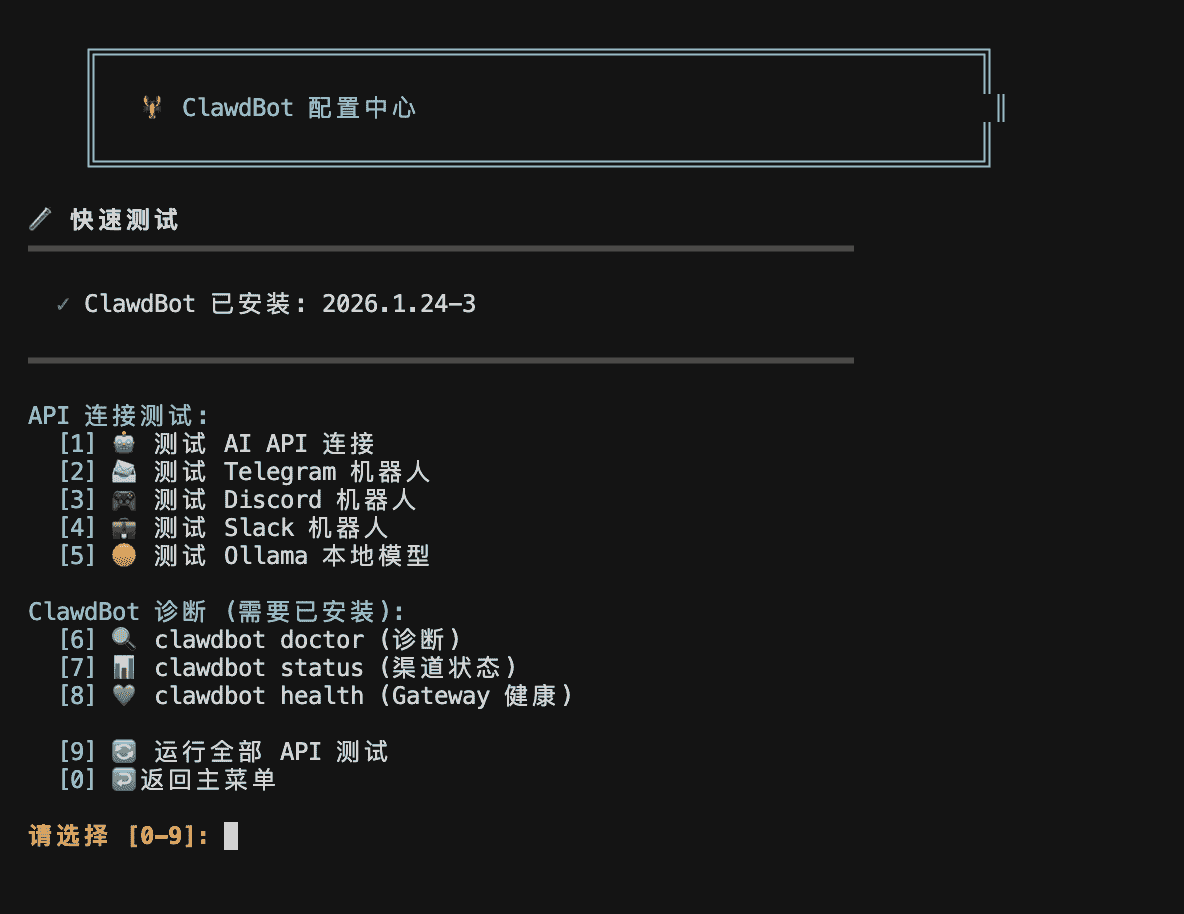 🦞 ClawdBot 配置中心
🧪 快速测试
✓ ClawdBot 已安装: 2026.1.24-3
API 连接测试:
[1] 🤖 测试 AI API 连接
[2] 📨 测试 Telegram 机器人
[3] 🎮 测试 Discord 机器人
[4] 💼 测试 Slack 机器人
[5] 🟠 测试 Ollama 本地模型
ClawdBot 诊断 (需要已安装):
[6] 🔍 clawdbot doctor (诊断)
[7] 📊 clawdbot status (渠道状态)
[8] 💚 clawdbot health (Gateway 健康)
[9] 🔄 运行全部 API 测试
[0] ↩️返回主菜单
请选择 [0-9]: